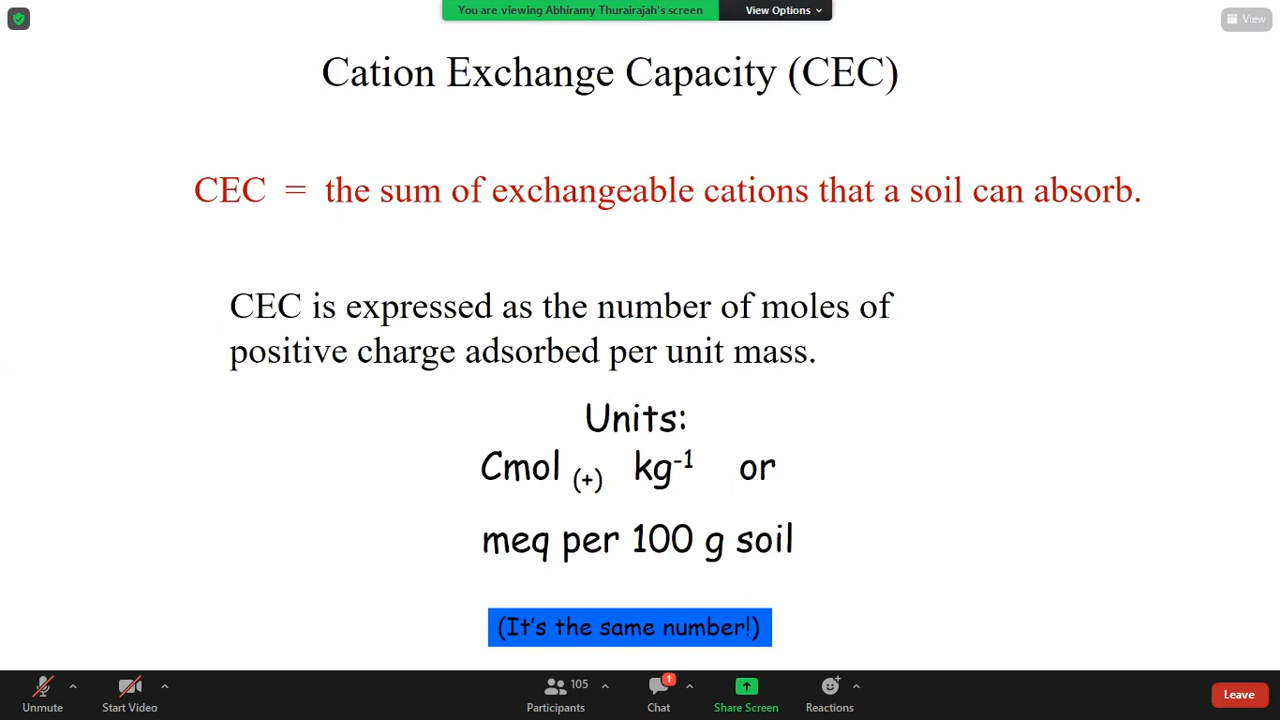 You are viewing Abhiramy Thurairajah's screen
View Options
View
Cation Exchange Capacity (CEC)
CEC = the sum of exchangeable cations that a soil can absorb.
CEC is expressed as the number of moles of
positive charge adsorbed per unit mass.
Units:
Cmol (+) kg-1 or
meq per 100 g soil
(It's the same number!)
Unmute
Start Video
105
Participants
1
Chat
Share Screen
Reactions
Leave